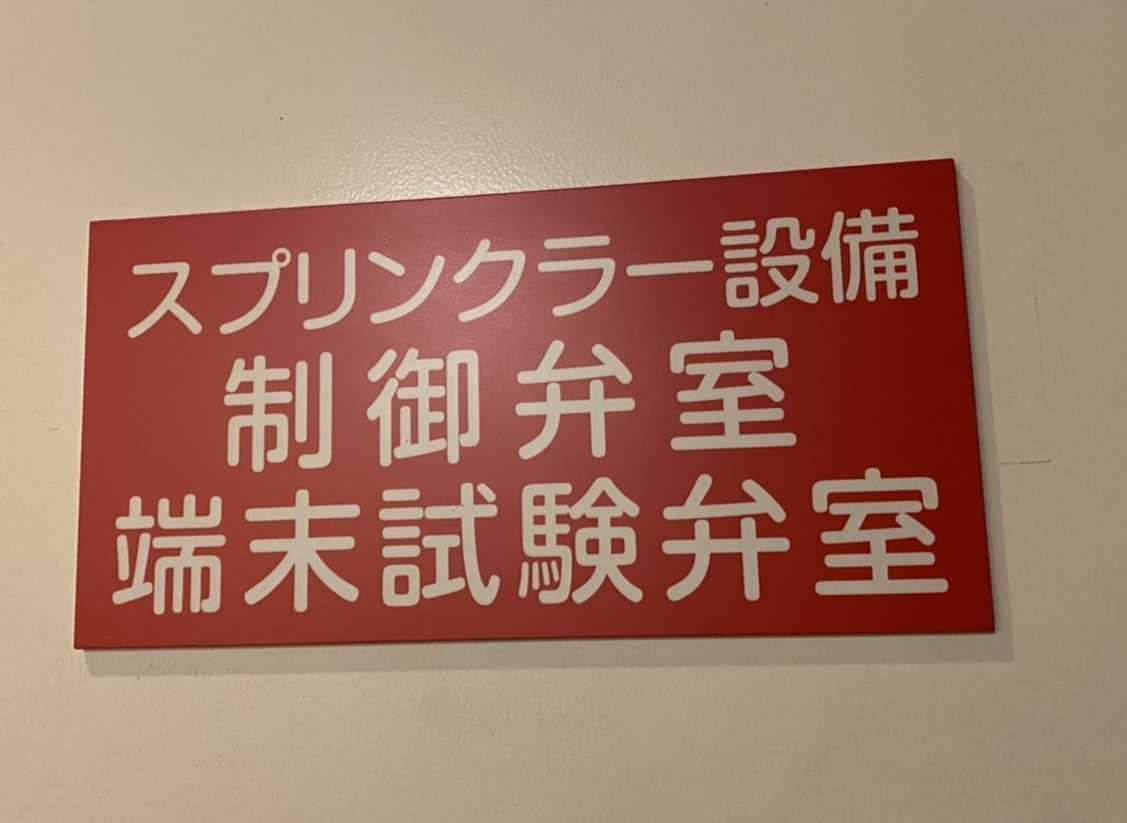 スプリンクラー設備
制御弁室
端末試験弁室